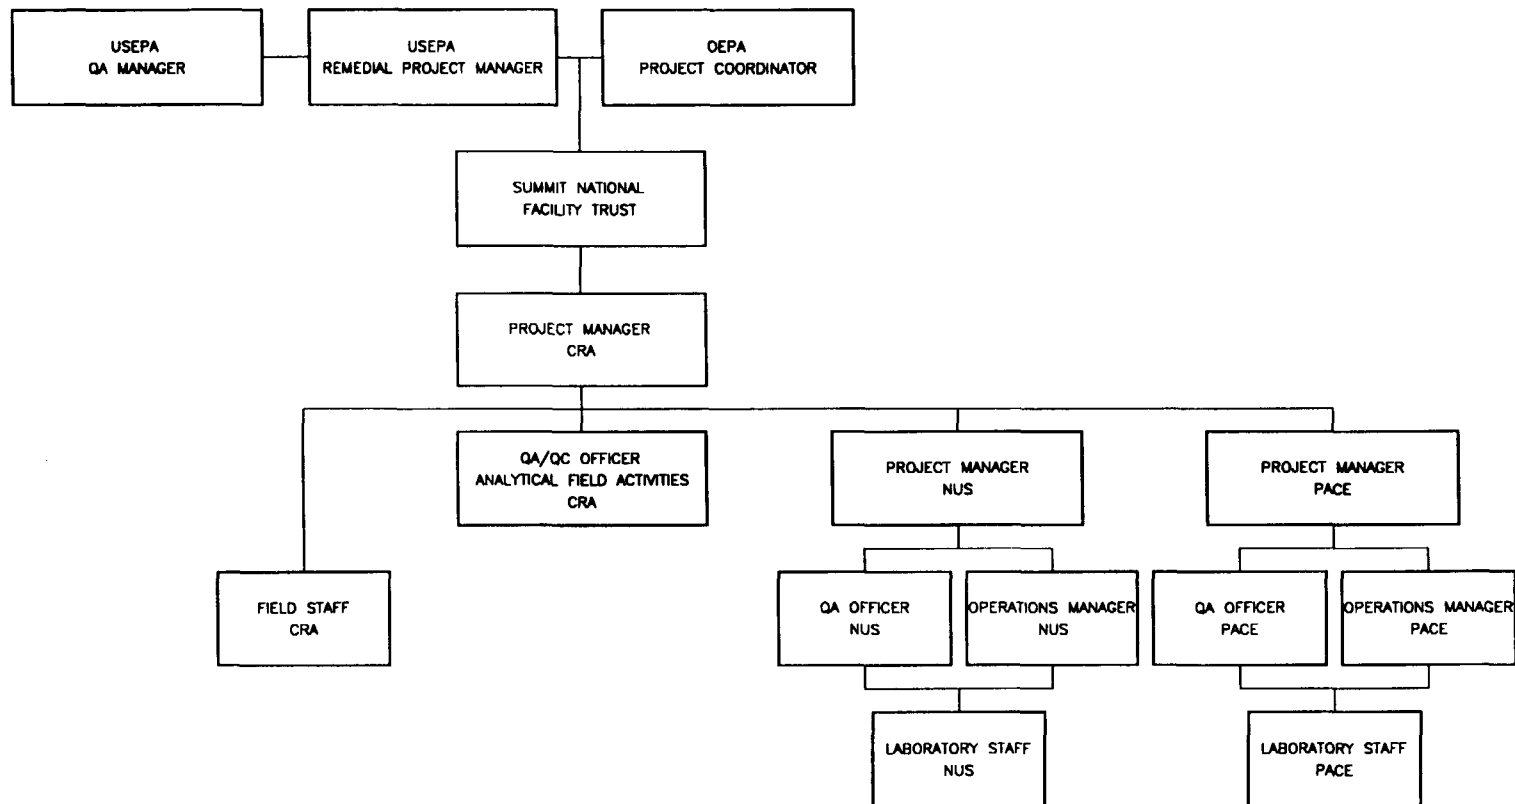 USEPA
QA MANAGER
USEPA
REMEDIAL PROJECT MANAGER
OEPA
PROJECT COORDINATOR
SUMMIT NATIONAL
FACILITY TRUST
PROJECT MANAGER
CRA
QA/QC OFFICER
ANALYTICAL FIELD ACTIVITIES
CRA
PROJECT MANAGER
NUS
PROJECT MANAGER
PACE
FIELD STAFF
CRA
QA OFFICER
NUS
OPERATIONS MANAGER
NUS
QA OFFICER
PACE
OPERATIONS MANAGER
PACE
LABORATORY STAFF
NUS
LABORATORY STAFF
PACE